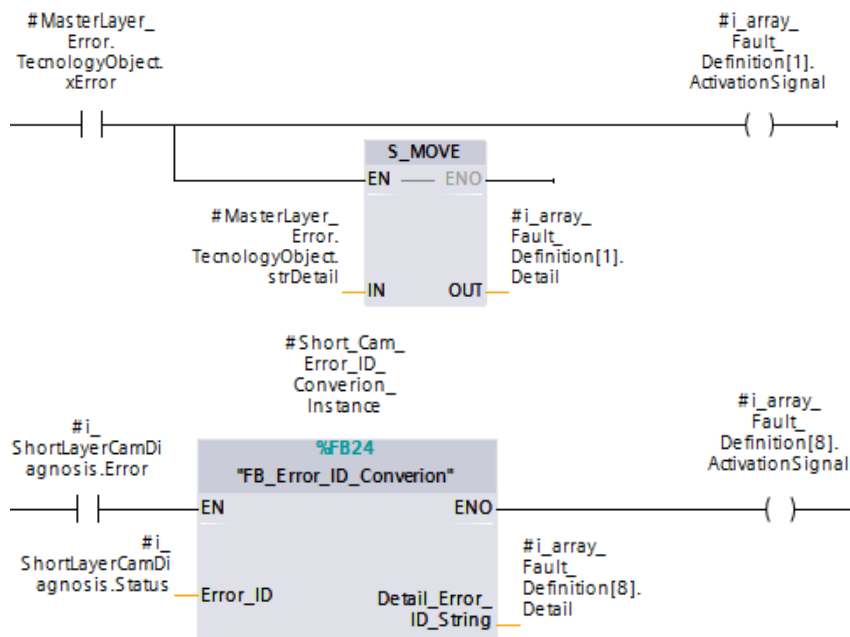 #MasterLayer_
Error.
TecnologyObject.
xError
#i_array_
Fault_
Definition[1].
ActivationSignal
S_MOVE
EN
ENO
#MasterLayer_
Error.
TecnologyObject.
strDetail
IN
OUT
#i_array_
Fault_
Definition[1].
Detail
#Short_Cam_
Error_ID_
Converion_
Instance
#i_
ShortLayerCamDi
agnosis.Error
%FB24
"FB_Error_ID_Converion"
EN
ENO
#i_array_
Fault_
Definition[8].
ActivationSignal
#i_
ShortLayerCamDi
agnosis.Status
Error_ID
Detail_Error_
ID_String
#i_array_
Fault_
Definition[8].
Detail